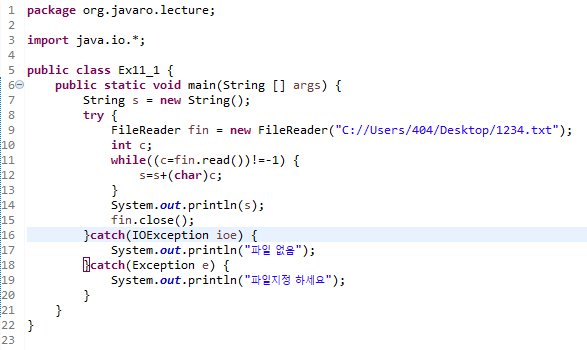 1 package org.javaro.lecture;
2
3 import java.io.*;
4
5 public class Ex11_1 {
6 public static void main(String [] args) {
7 String s = new String();
8 try {
9 FileReader fin = new FileReader("C://Users/404/Desktop/1234.txt");
10 int c;
11 while((c=fin.read())!=-1) {
12 s=s+(char)c;
13 }
14 System.out.println(s);
15 fin.close();
16 }catch(IOException ioe) {
17 System.out.println("파일 없음");
18 }catch(Exception e) {
19 System.out.println("파일지정 하세요");
20 }
21 }
22 }
23